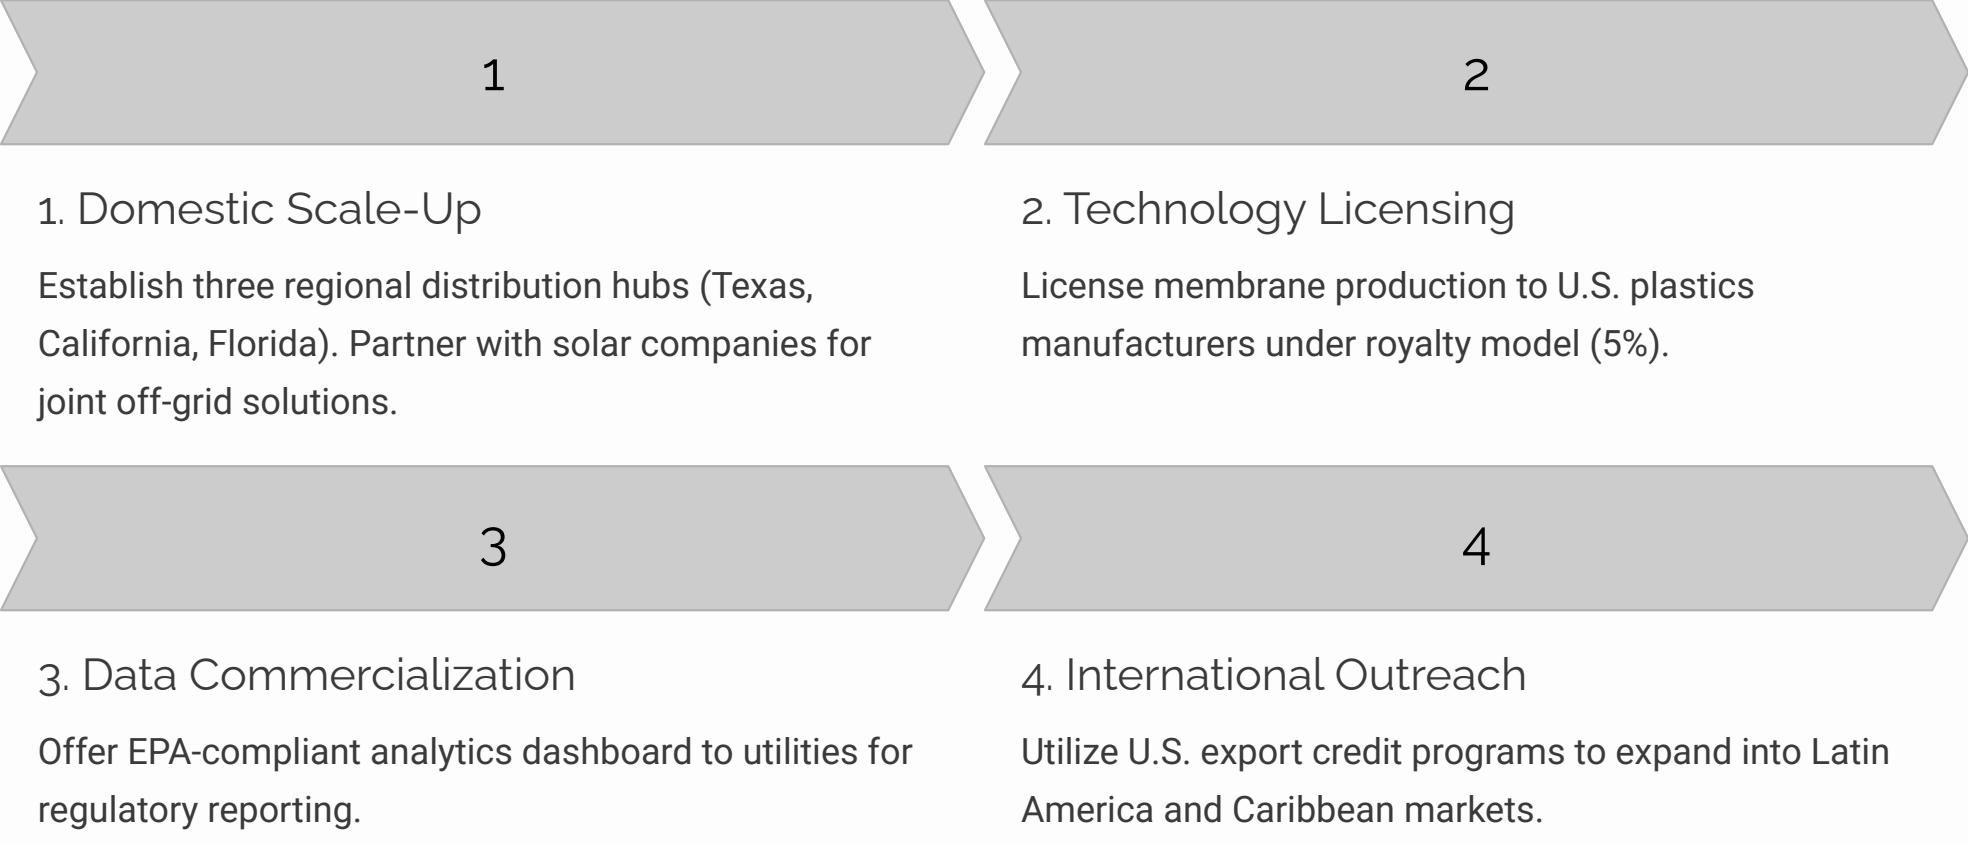 1
2
1. Domestic Scale-Up
Establish three regional distribution hubs (Texas,
California, Florida). Partner with solar companies for
joint off-grid solutions.
2. Technology Licensing
License membrane production to U.S. plastics
manufacturers under royalty model (5%).
3
4
3. Data Commercialization
Offer EPA-compliant analytics dashboard to utilities for
regulatory reporting.
4. International Outreach
Utilize U.S. export credit programs to expand into Latin
America and Caribbean markets.